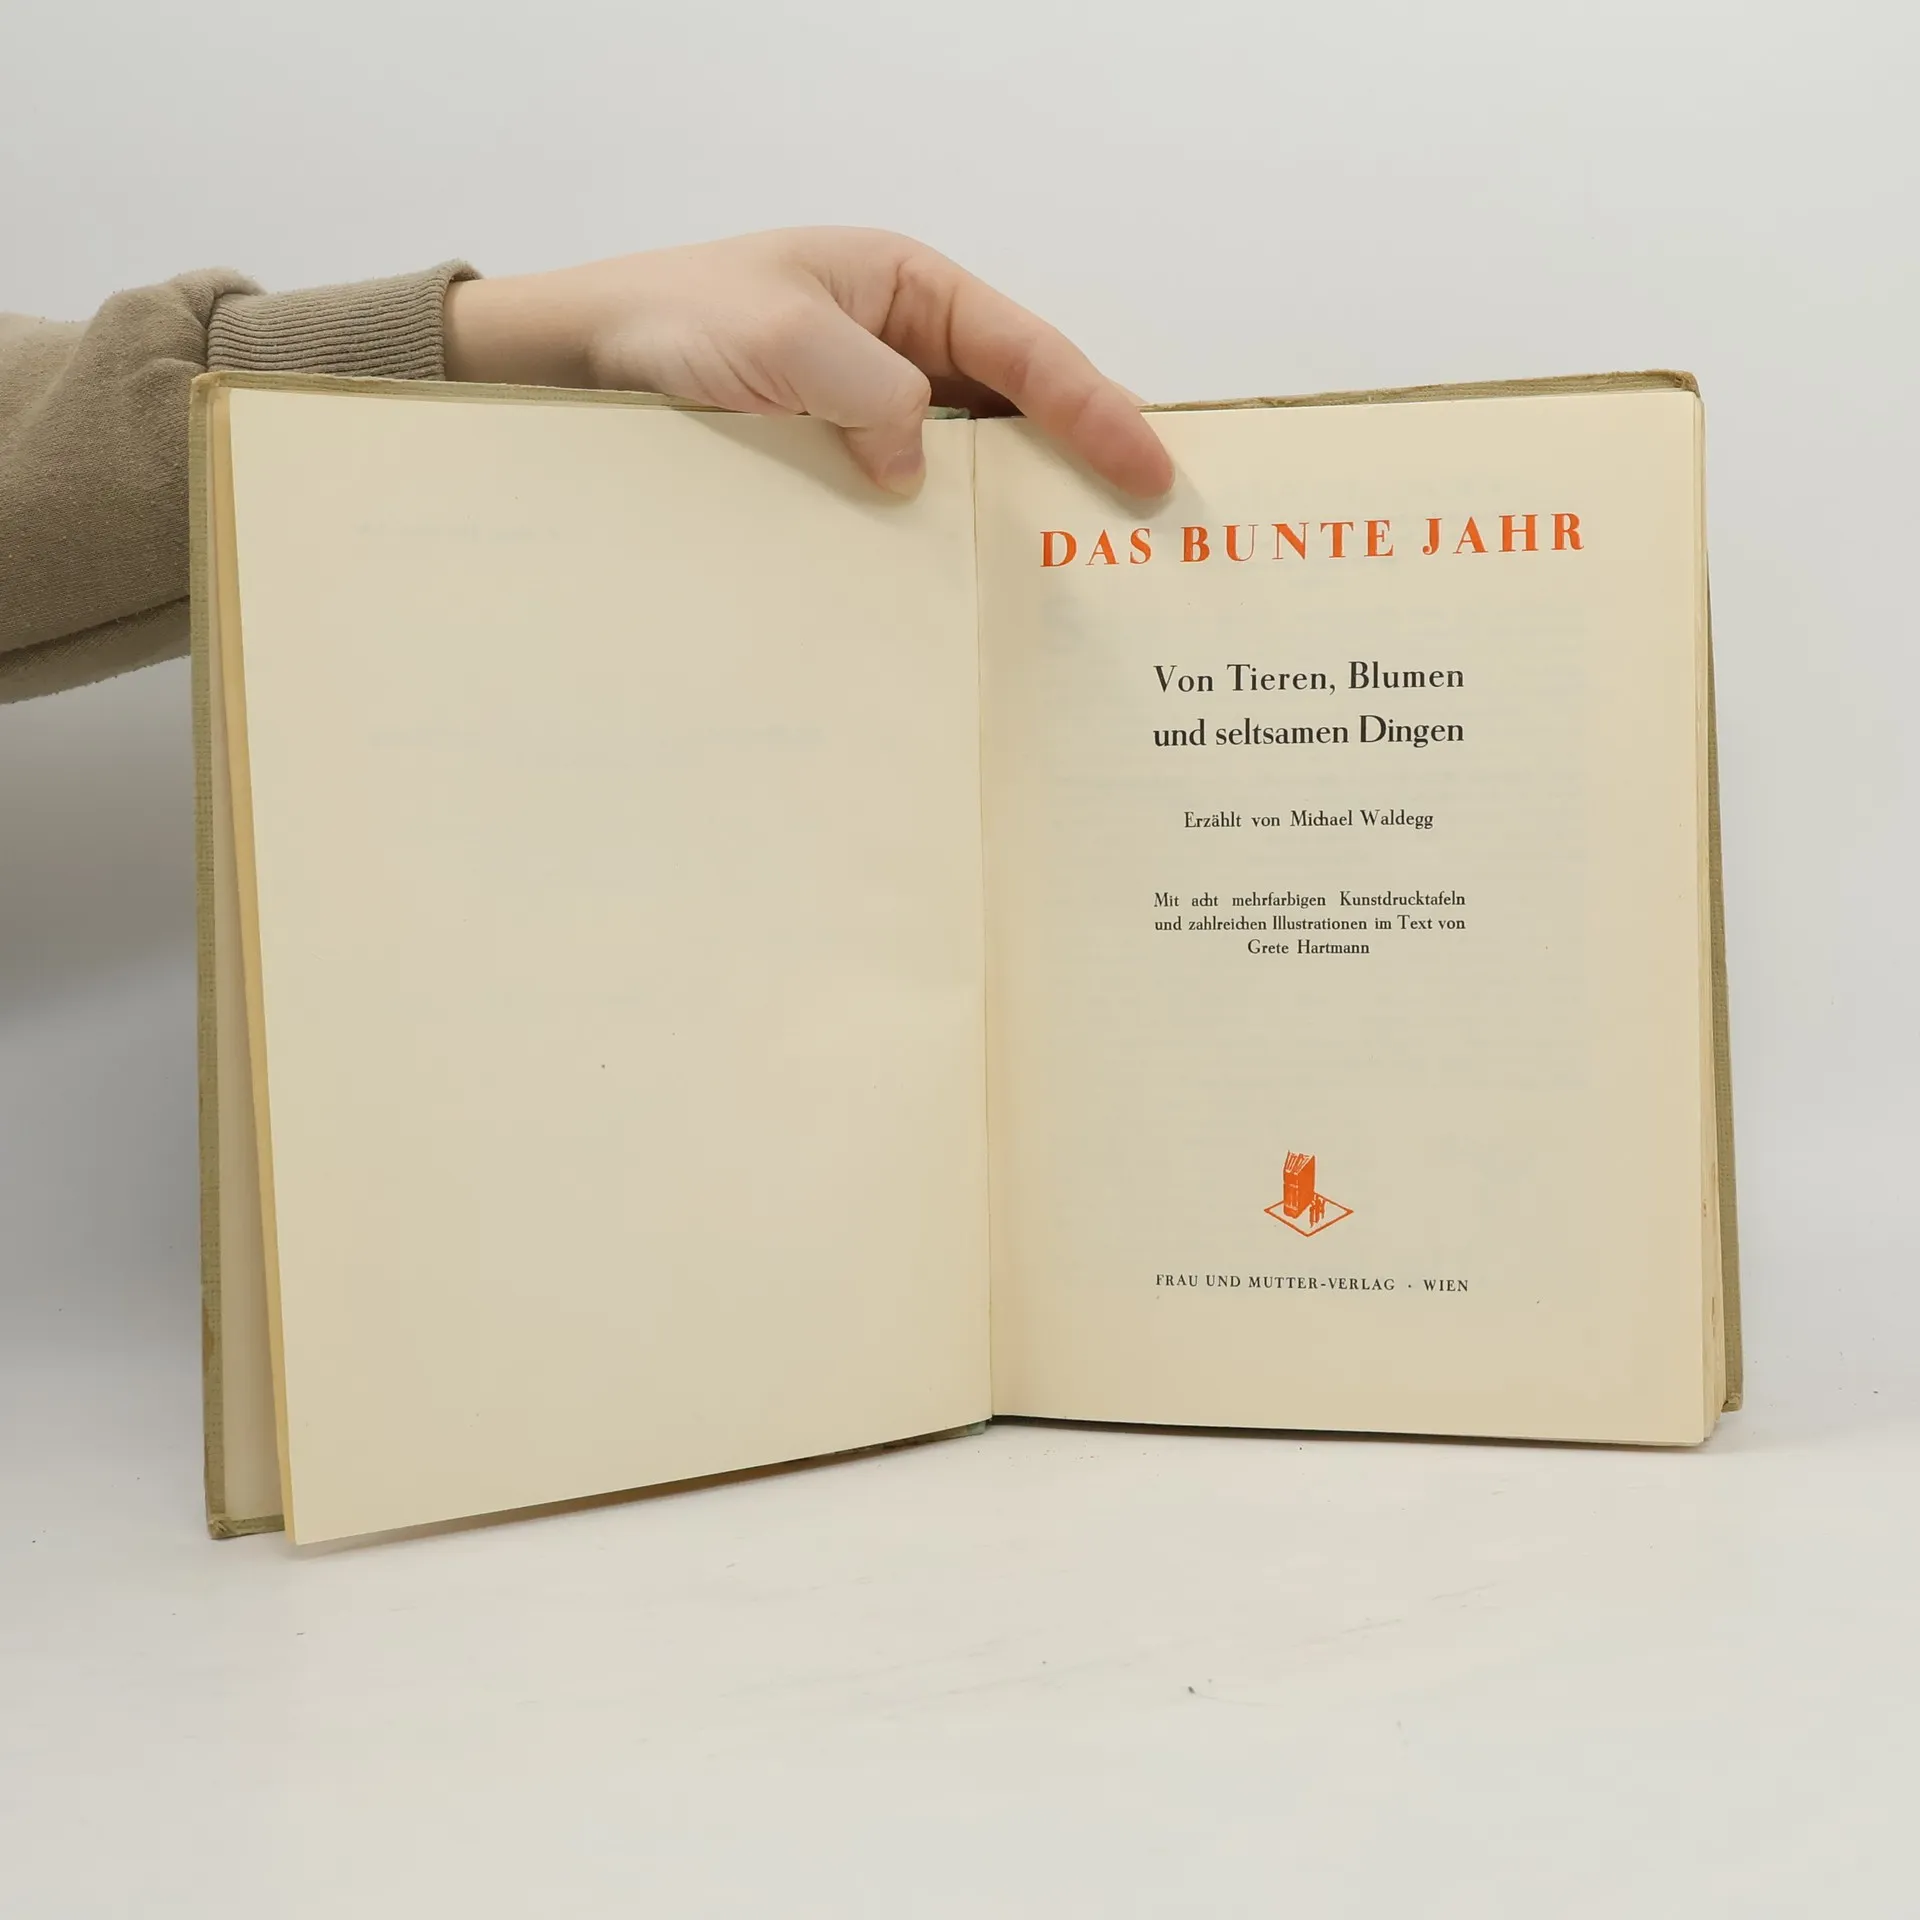 DAS BUNTE JAHR
Von Tieren, Blumen
und seltsamen Dingen
Erzählt von Michael Waldegg
Mit acht mehrfarbigen Kunstdrucktafeln
und zahlreichen Illustrationen im Text von
Grete Hartmann
FRAU UND MUTTER-VERLAG · WIEN